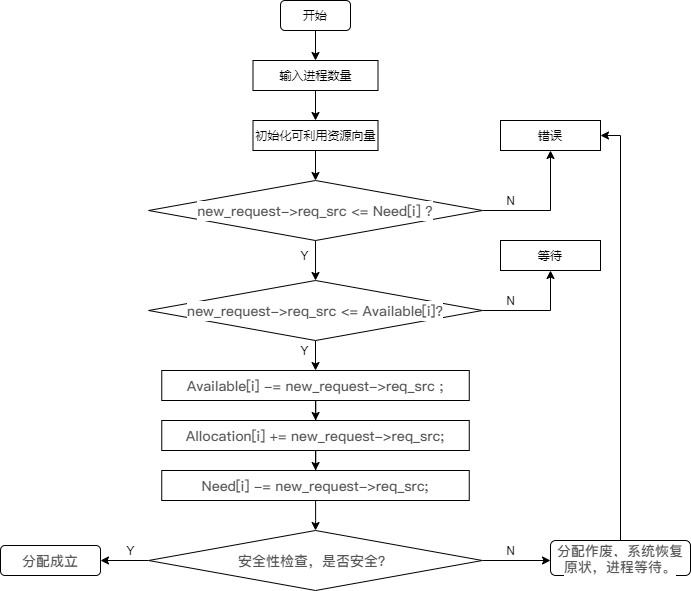 开始
输入进程数量
初始化可利用资源向量
错误
new_request->req_src <= Need[i] ?
N
Y
等待
new_request->req_src <= Available[i]?
N
Y
Available[i] -= new_request->req_src ;
Allocation[i] += new_request->req_src;
Need[i] -= new_request->req_src;
分配成立
Y
安全性检查，是否安全?
N
分配作废、系统恢复
原状，进程等待。